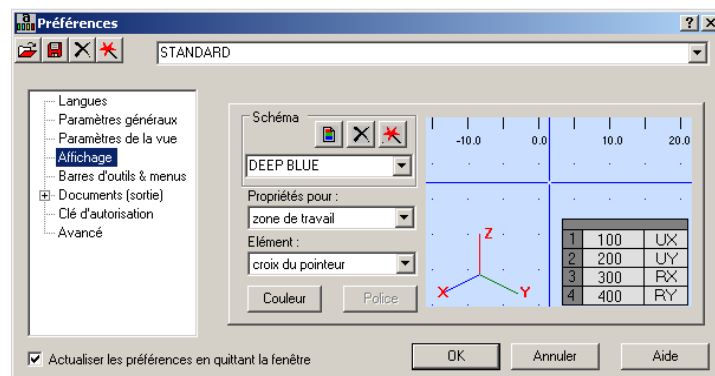 Préférences
STANDARD
Langues
Paramètres généraux
Paramètres de la vue
Affichage
Barres d'outils & menus
Documents (sortie)
Clé d'autorisation
Avancé
Schéma
DEEP BLUE
Propriétés pour :
zone de travail
Elément :
croix du pointeur
Couleur
Police
-10.0 0.0 10.0 20.0
Z
X
Y
1 100 UX
2 200 UY
3 300 RX
4 400 RY
Actualiser les préférences en quittant la fenêtre
OK
Annuler
Aide